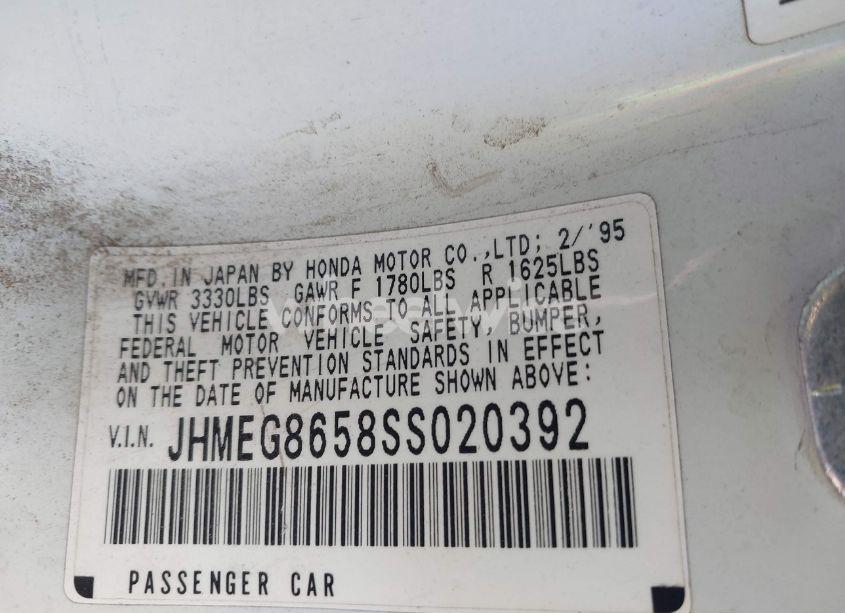 MFD. IN JAPAN BY HONDA MOTOR CO.,LTD; 2/'95
GVWR 3330LBS GAWR F 1780LBS R 1625LBS
THIS VEHICLE CONFORMS TO ALL APPLICABLE
FEDERAL MOTOR VEHICLE SAFETY, BUMPER,
AND THEFT PREVENTION STANDARDS IN EFFECT
ON THE DATE OF MANUFACTURE SHOWN ABOVE:
V.I.N. JHMEG8658SS020392
PASSENGER CAR